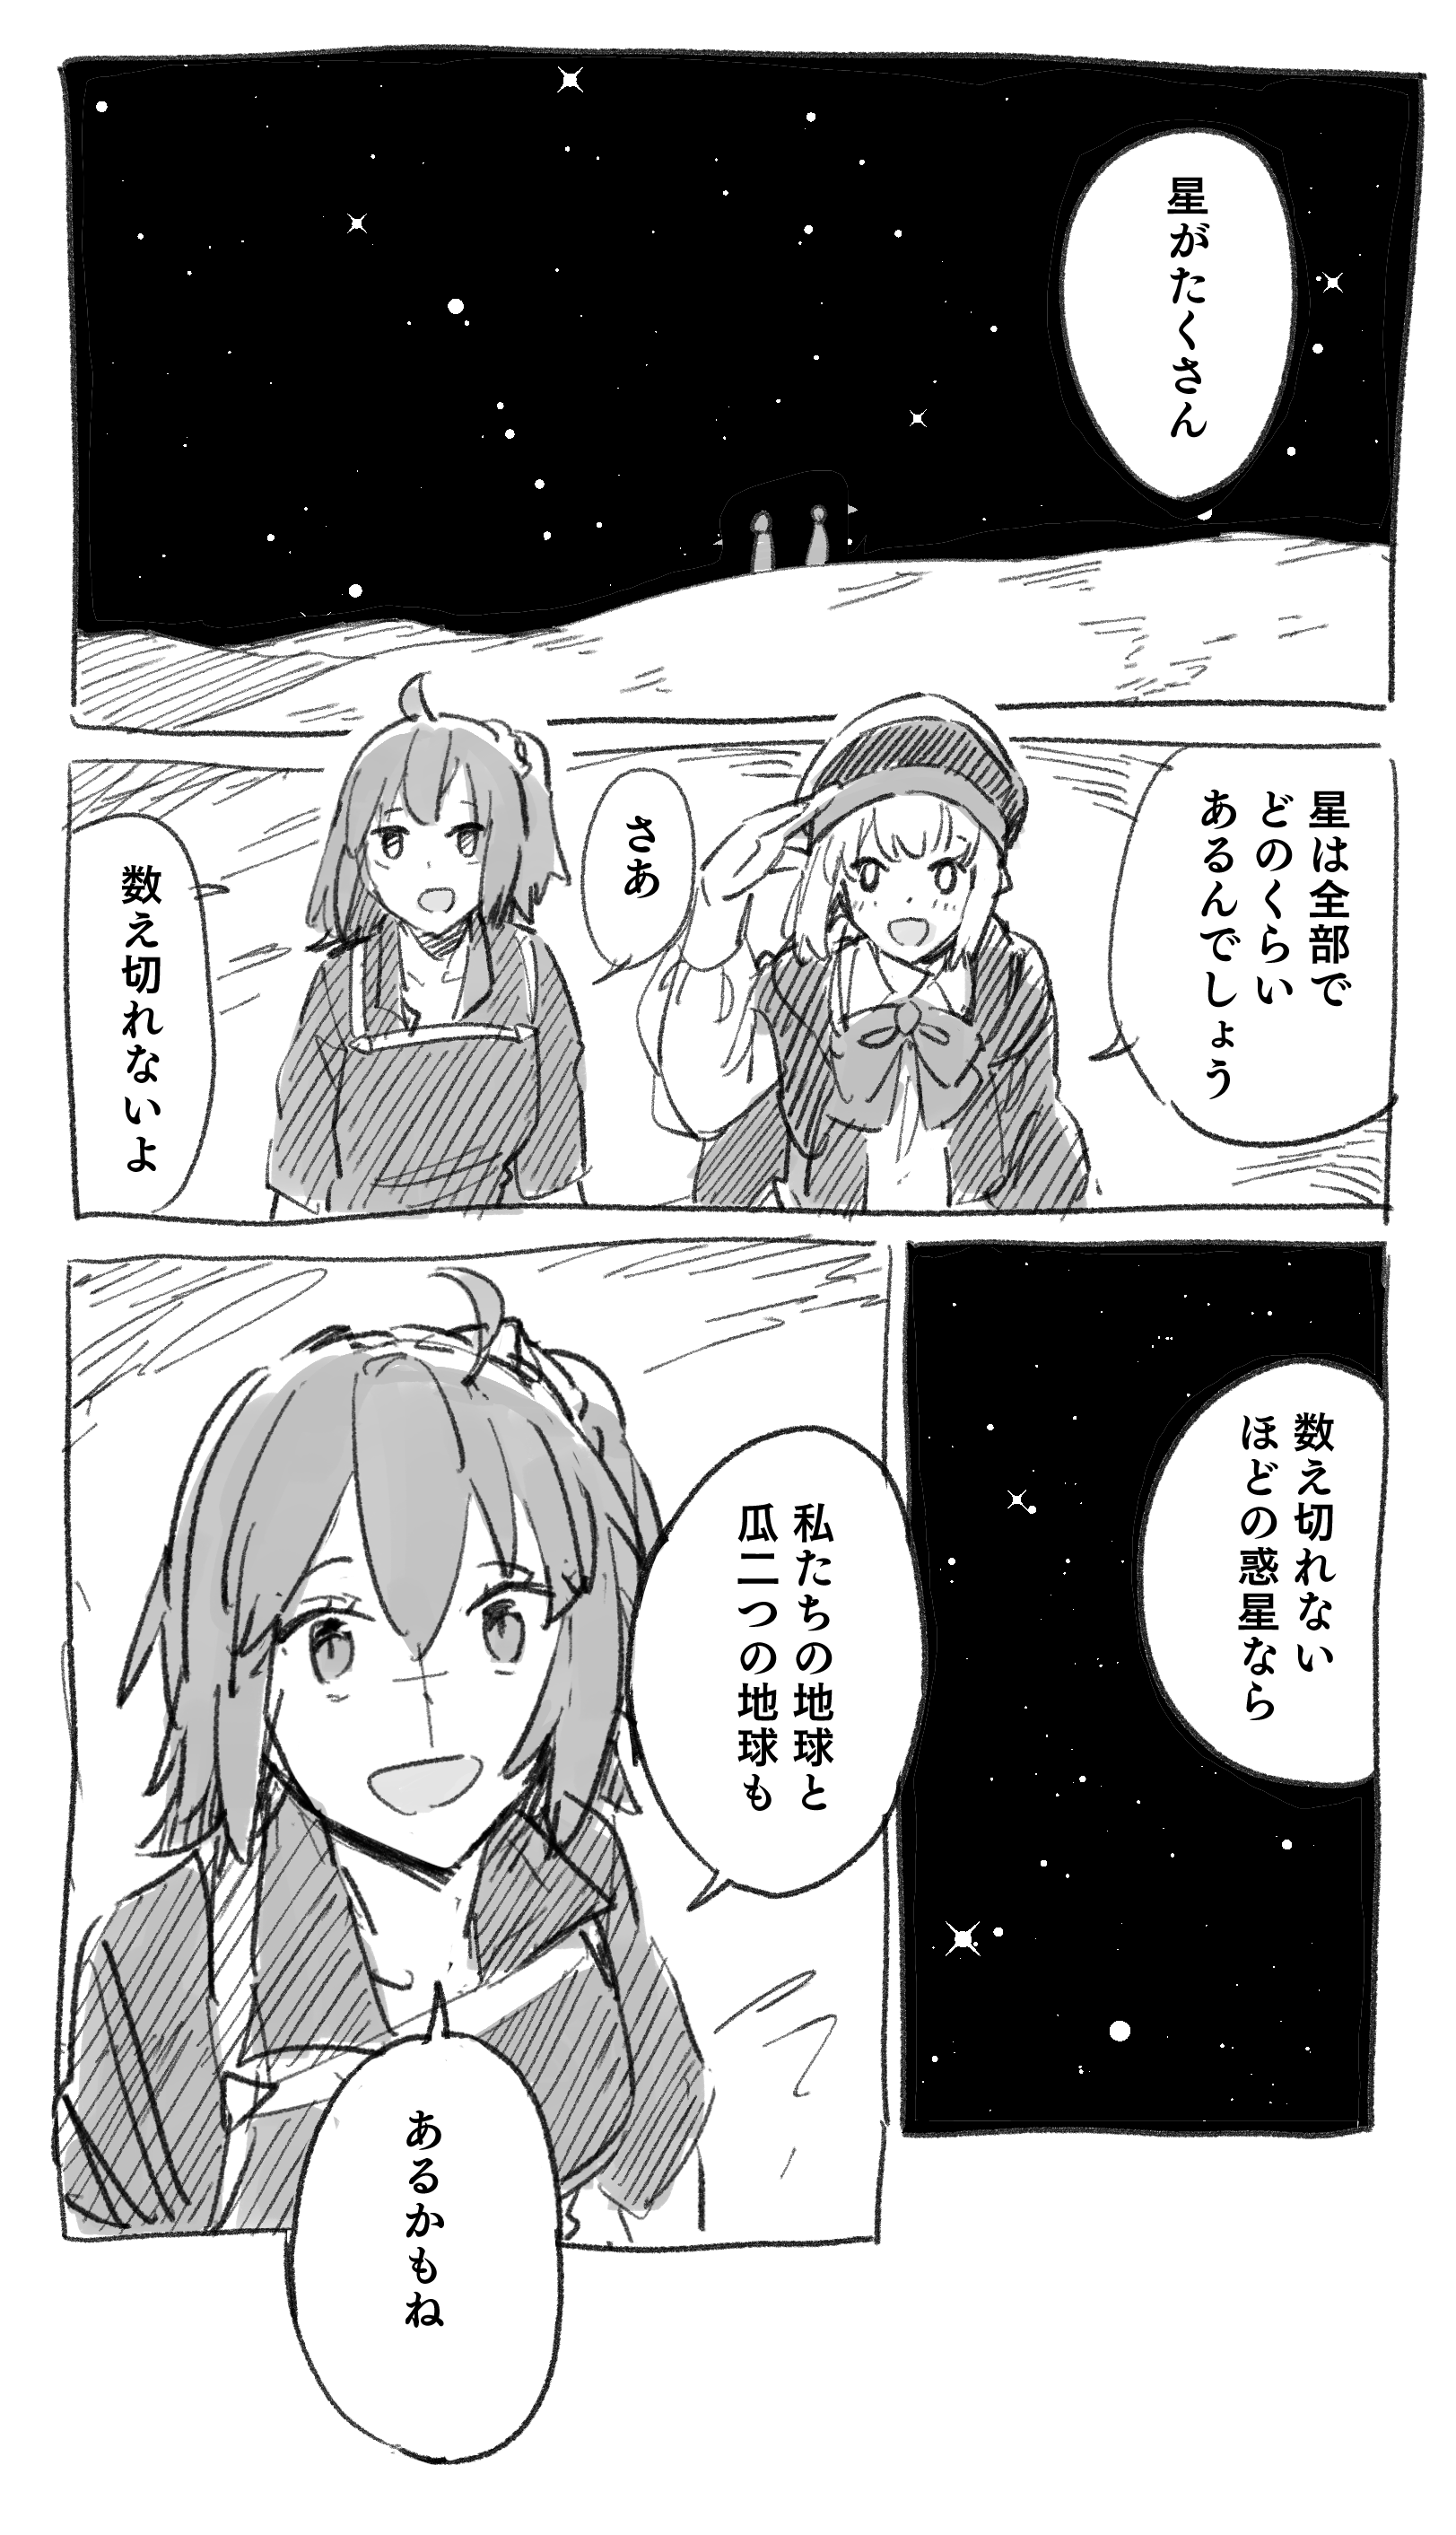 星がたくさん
星は全部で
どのくらい
あるんでしょう
さあ
数え切れないよ
数え切れない
ほどの惑星なら
私たちの地球と
瓜二つの地球も
あるかもね